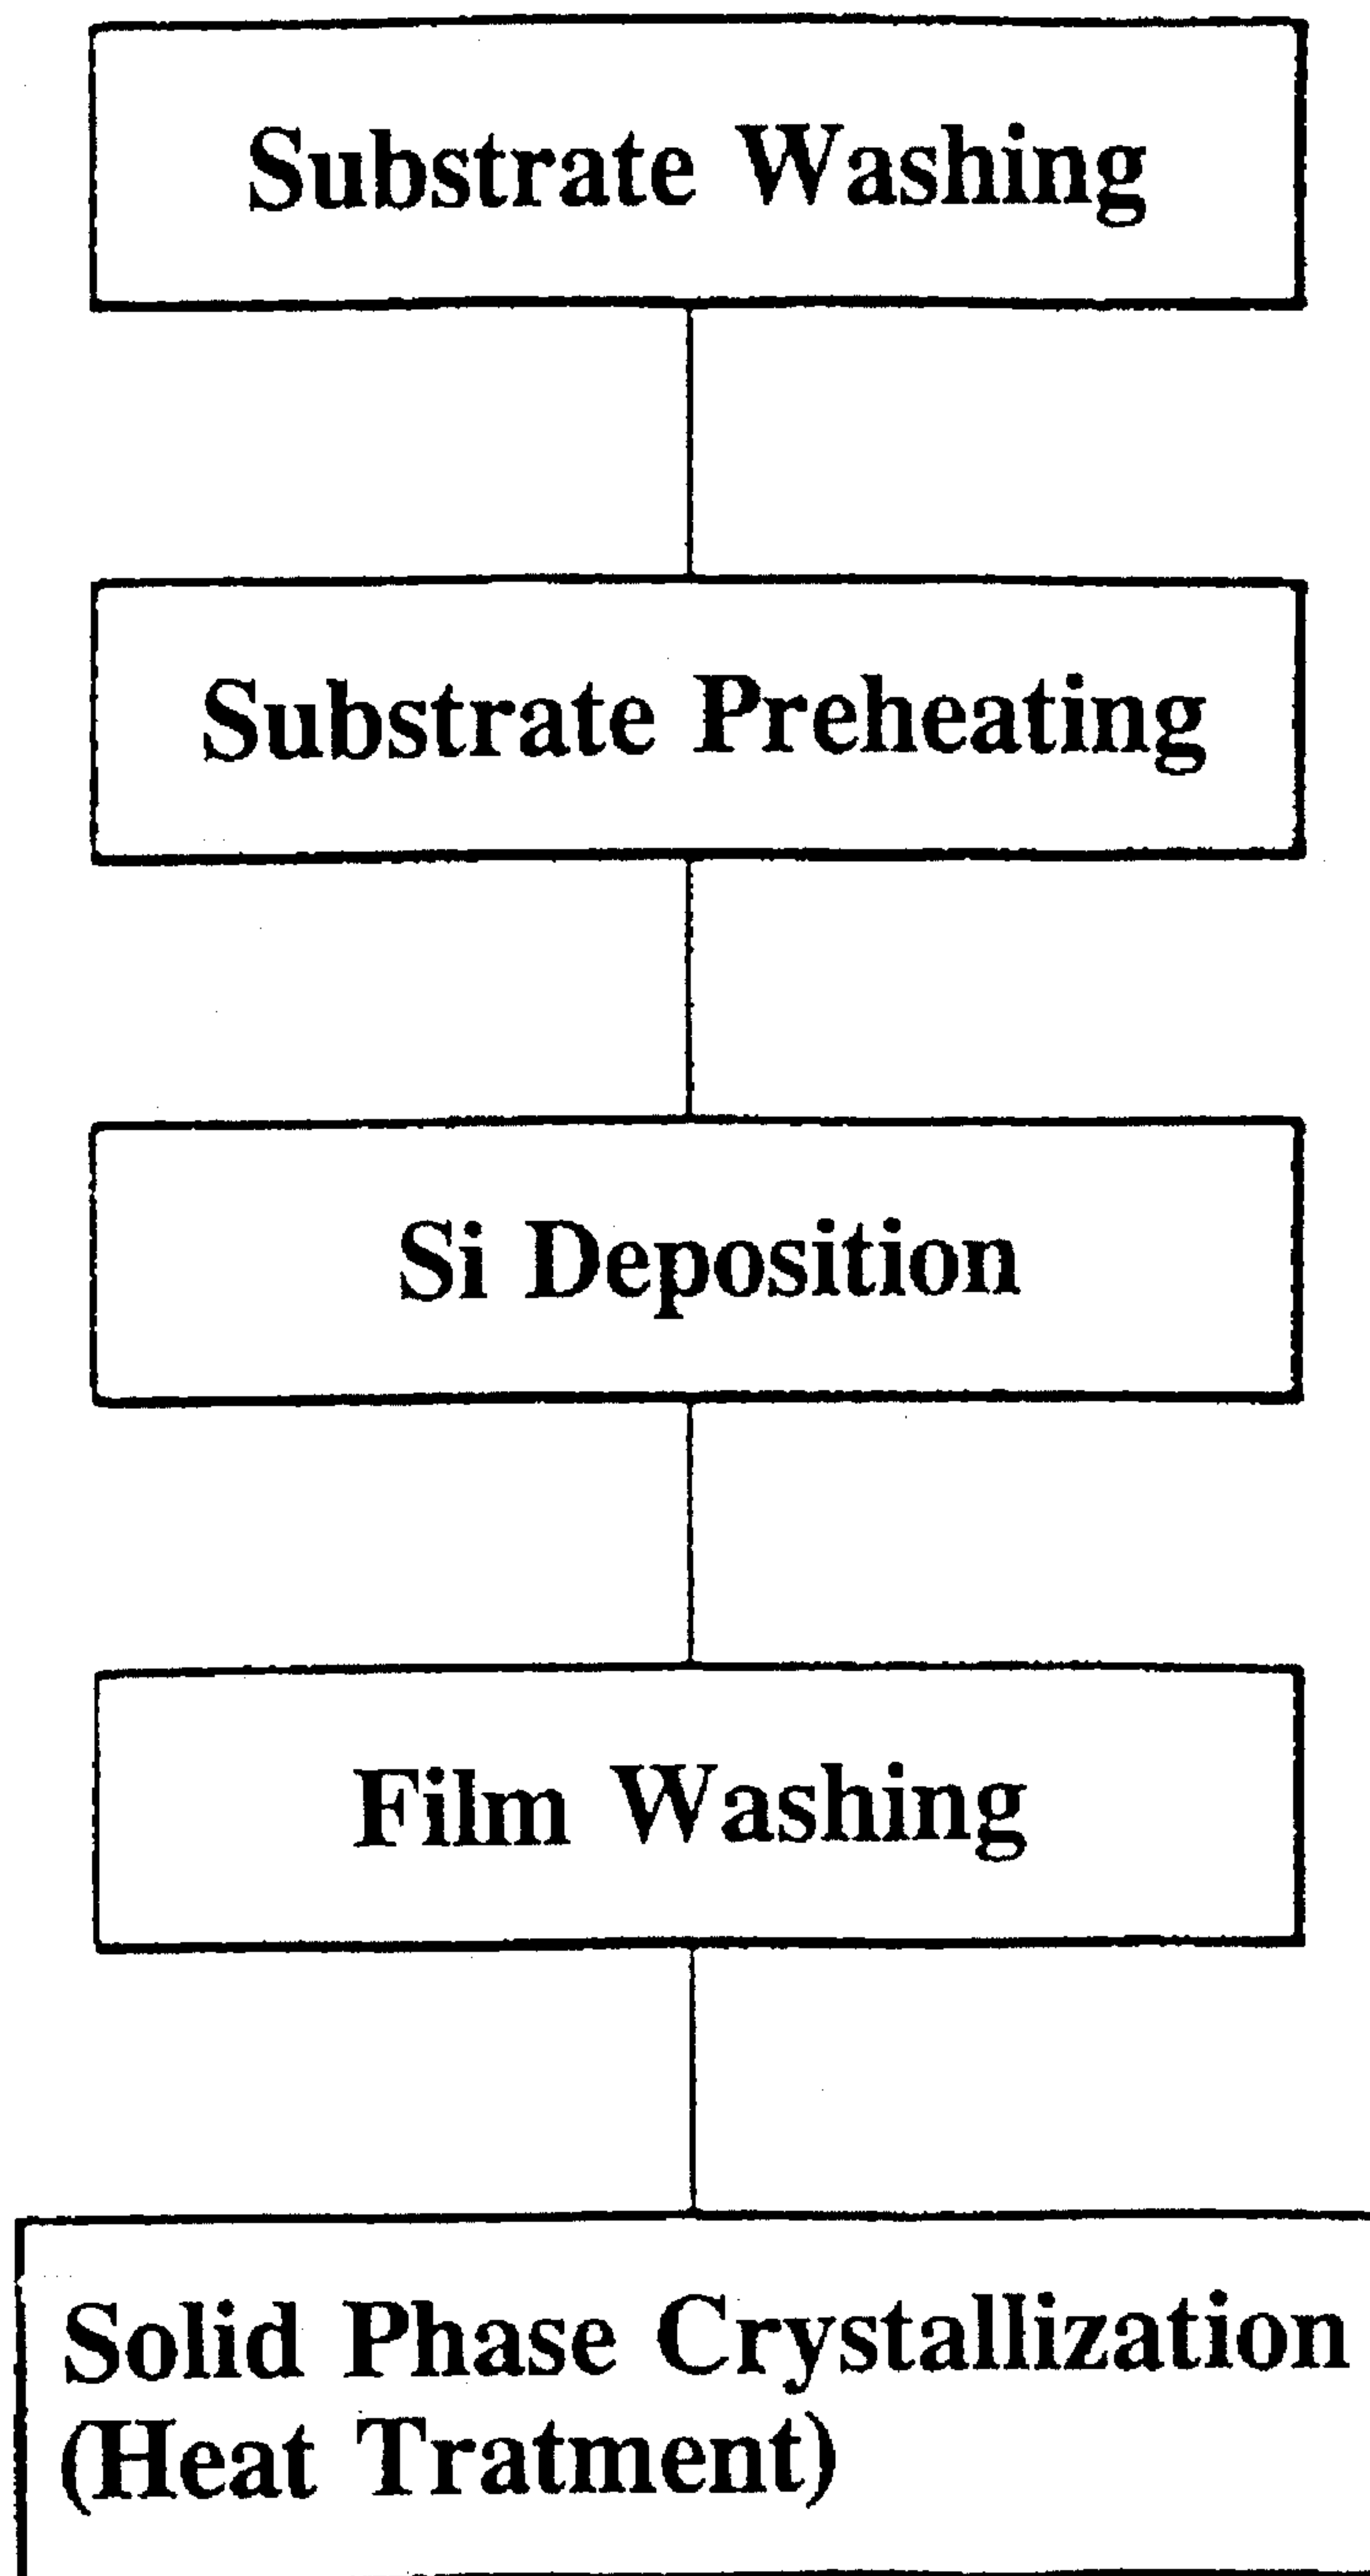 Substrate Washing
Substrate Preheating
Si Deposition
Film Washing
Solid Phase Crystallization
(Heat Tratment)